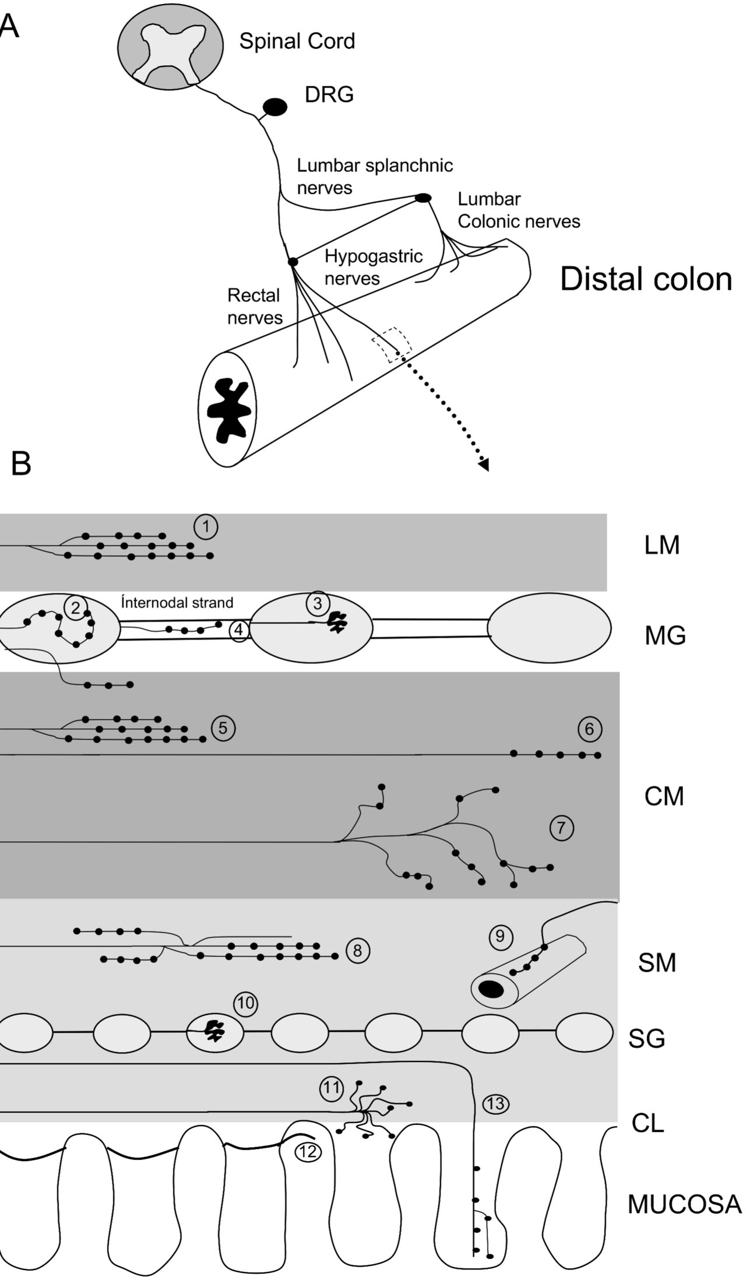 A
Spinal Cord
DRG
Lumbar splanchnic
nerves
Lumbar
Colonic nerves
Hypogastric
nerves
Distal colon
Rectal
nerves
B
1
LM
2
Ínternodal strand
3
4
MG
5
6
CM
7
8
9
SM
10
SG
11
13
CL
12
MUCOSA